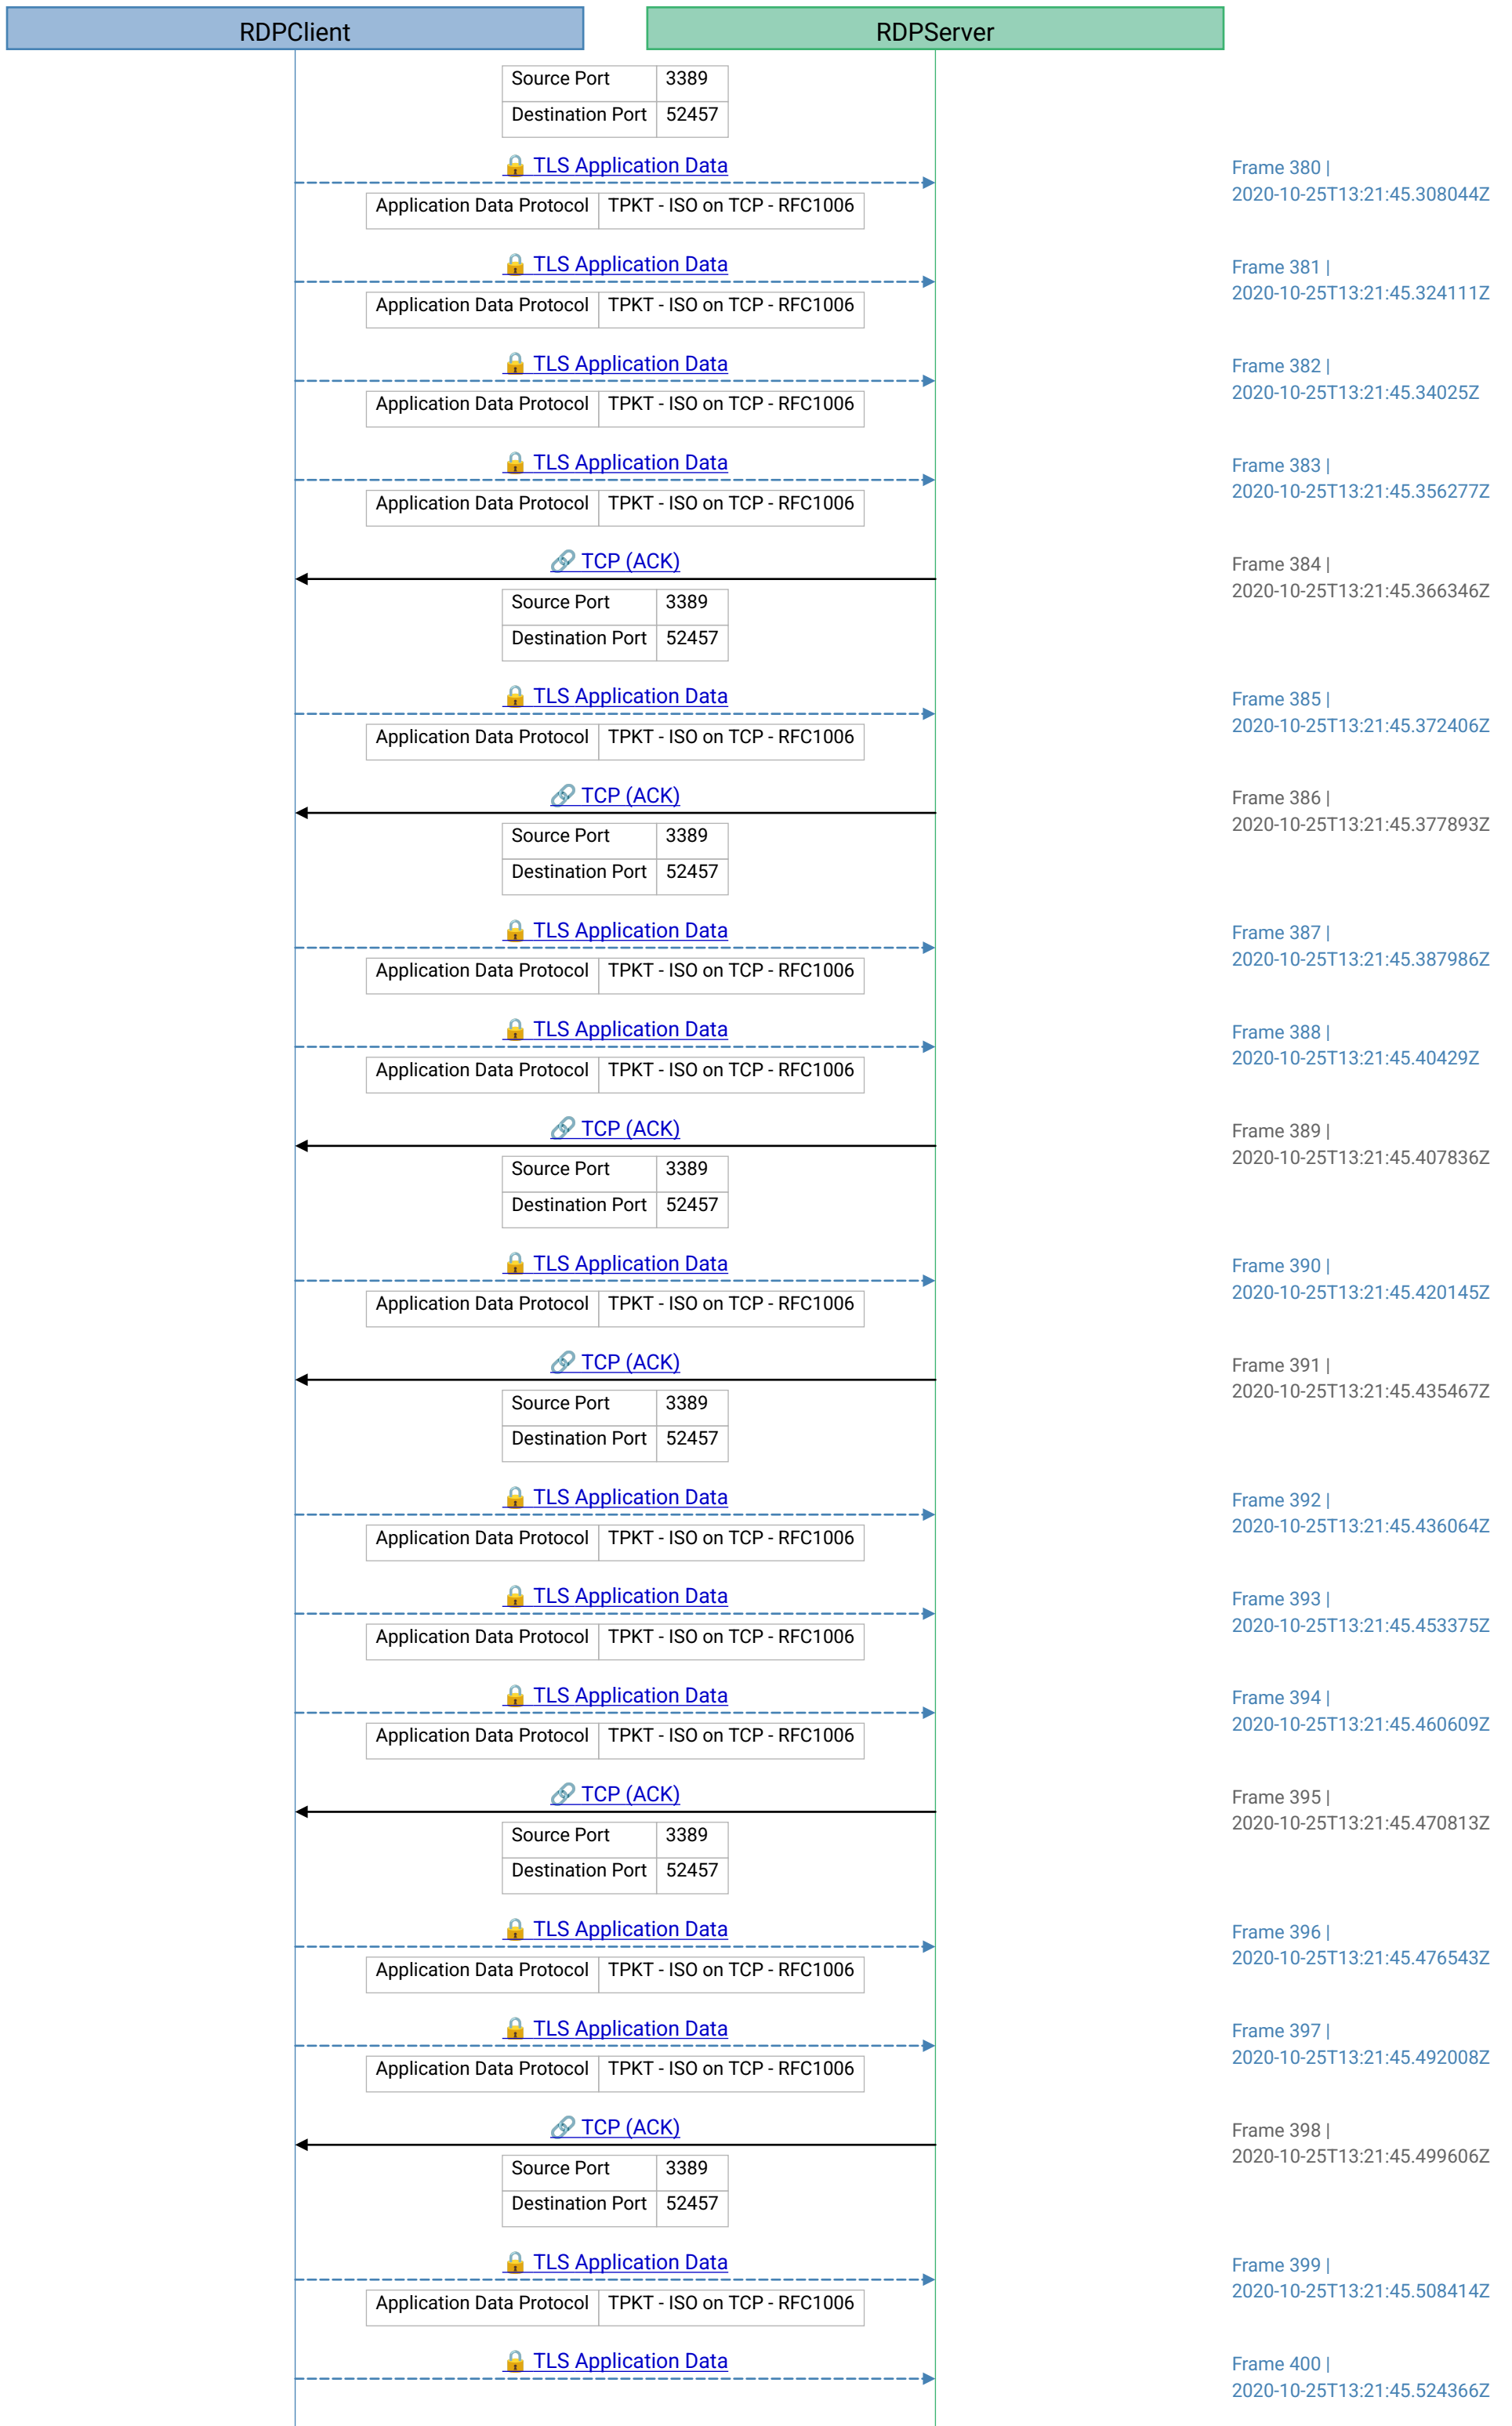 RDPClient RDPServer
Source Port 3389
Destination Port 52457
🔒 TLS Application Data
Frame 380 |
2020-10-25T13:21:45.308044Z
Application Data Protocol TPKT - ISO on TCP - RFC1006
🔒 TLS Application Data
Frame 381 |
2020-10-25T13:21:45.324111Z
Application Data Protocol TPKT - ISO on TCP - RFC1006
🔒 TLS Application Data
Frame 382 |
2020-10-25T13:21:45.34025Z
Application Data Protocol TPKT - ISO on TCP - RFC1006
🔒 TLS Application Data
Frame 383 |
2020-10-25T13:21:45.356277Z
Application Data Protocol TPKT - ISO on TCP - RFC1006
🔗 TCP (ACK)
Frame 384 |
2020-10-25T13:21:45.366346Z
Source Port 3389
Destination Port 52457
🔒 TLS Application Data
Frame 385 |
2020-10-25T13:21:45.372406Z
Application Data Protocol TPKT - ISO on TCP - RFC1006
🔗 TCP (ACK)
Frame 386 |
2020-10-25T13:21:45.377893Z
Source Port 3389
Destination Port 52457
🔒 TLS Application Data
Frame 387 |
2020-10-25T13:21:45.387986Z
Application Data Protocol TPKT - ISO on TCP - RFC1006
🔒 TLS Application Data
Frame 388 |
2020-10-25T13:21:45.40429Z
Application Data Protocol TPKT - ISO on TCP - RFC1006
🔗 TCP (ACK)
Frame 389 |
2020-10-25T13:21:45.407836Z
Source Port 3389
Destination Port 52457
🔒 TLS Application Data
Frame 390 |
2020-10-25T13:21:45.420145Z
Application Data Protocol TPKT - ISO on TCP - RFC1006
🔗 TCP (ACK)
Frame 391 |
2020-10-25T13:21:45.435467Z
Source Port 3389
Destination Port 52457
🔒 TLS Application Data
Frame 392 |
2020-10-25T13:21:45.436064Z
Application Data Protocol TPKT - ISO on TCP - RFC1006
🔒 TLS Application Data
Frame 393 |
2020-10-25T13:21:45.453375Z
Application Data Protocol TPKT - ISO on TCP - RFC1006
🔒 TLS Application Data
Frame 394 |
2020-10-25T13:21:45.460609Z
Application Data Protocol TPKT - ISO on TCP - RFC1006
🔗 TCP (ACK)
Frame 395 |
2020-10-25T13:21:45.470813Z
Source Port 3389
Destination Port 52457
🔒 TLS Application Data
Frame 396 |
2020-10-25T13:21:45.476543Z
Application Data Protocol TPKT - ISO on TCP - RFC1006
🔒 TLS Application Data
Frame 397 |
2020-10-25T13:21:45.492008Z
Application Data Protocol TPKT - ISO on TCP - RFC1006
🔗 TCP (ACK)
Frame 398 |
2020-10-25T13:21:45.499606Z
Source Port 3389
Destination Port 52457
🔒 TLS Application Data
Frame 399 |
2020-10-25T13:21:45.508414Z
Application Data Protocol TPKT - ISO on TCP - RFC1006
🔒 TLS Application Data
Frame 400 |
2020-10-25T13:21:45.524366Z